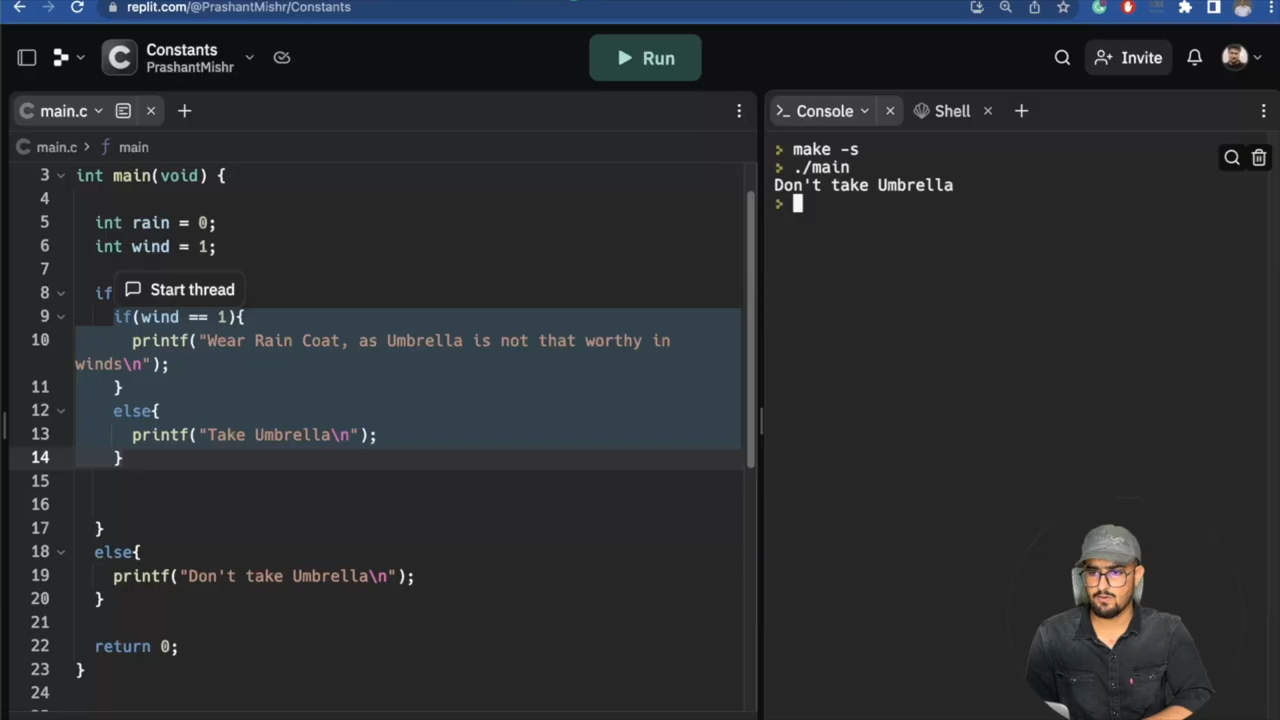 replit.com/@PrashantMishr/Constants
Constants
PrashantMishr
Run
Invite
main.c
main.c > main
3 int main(void) {
4
5 int rain = 0;
6 int wind = 1;
7
8 if
Start thread
9 if(wind == 1){
10 printf("Wear Rain Coat, as Umbrella is not that worthy in
winds\n");
11 }
12 else{
13 printf("Take Umbrella\n");
14 }
15
16
17 }
18 else{
19 printf("Don't take Umbrella\n");
20 }
21
22 return 0;
23 }
24
Console
Shell
> make -s
> ./main
Don't take Umbrella
>